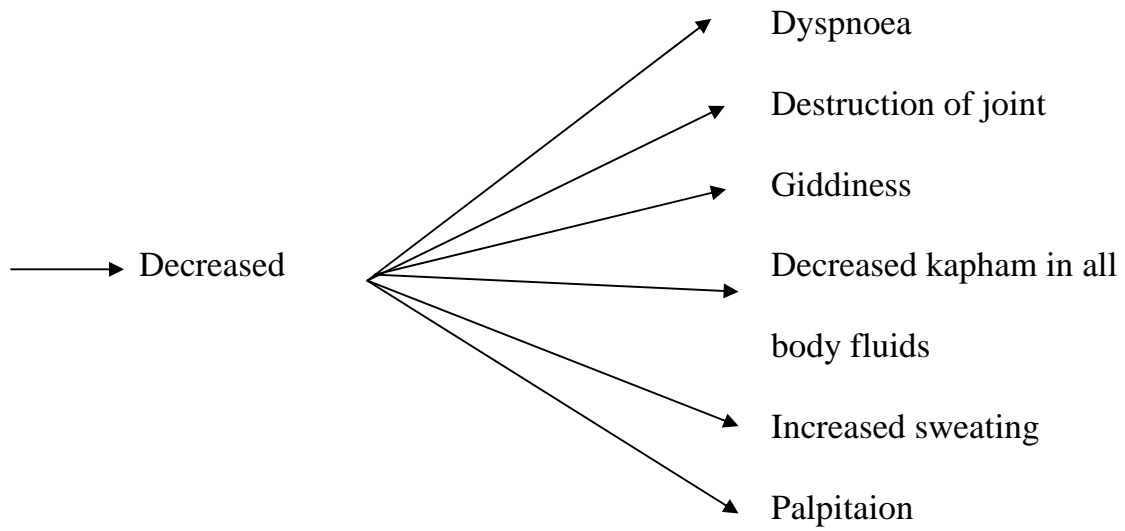 Dyspnoea
Destruction of joint
Giddiness
Decreased
Decreased kapham in all
body fluids
Increased sweating
Palpitaion